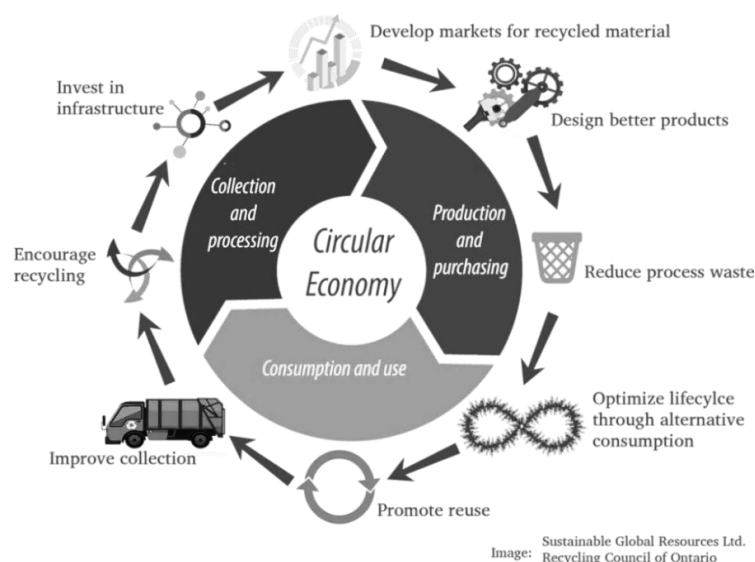 Develop markets for recycled material
Invest in
infrastructure
Design better products
Collection
and
processing
Production
and
purchasing
Circular
Economy
Encourage
recycling
Reduce process waste
Consumption and use
Optimize lifecylce
through alternative
consumption
Improve collection
Promote reuse
Image:
Sustainable Global Resources Ltd.
Recycling Council of Ontario